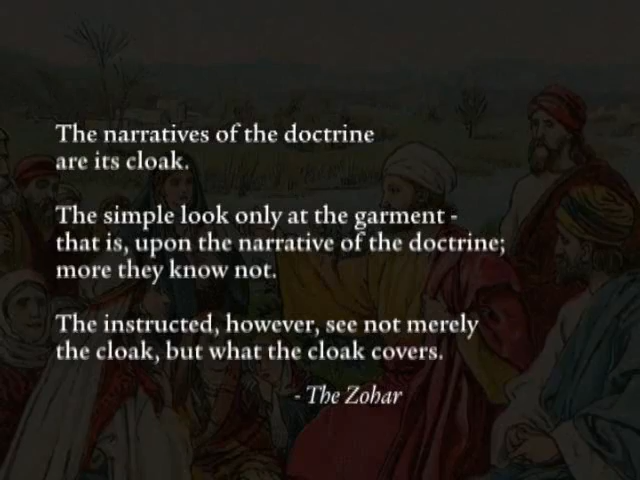 The narratives of the doctrine
are its cloak.
The simple look only at the garment -
that is, upon the narrative of the doctrine;
more they know not.
The instructed, however, see not merely
the cloak, but what the cloak covers.
- The Zohar